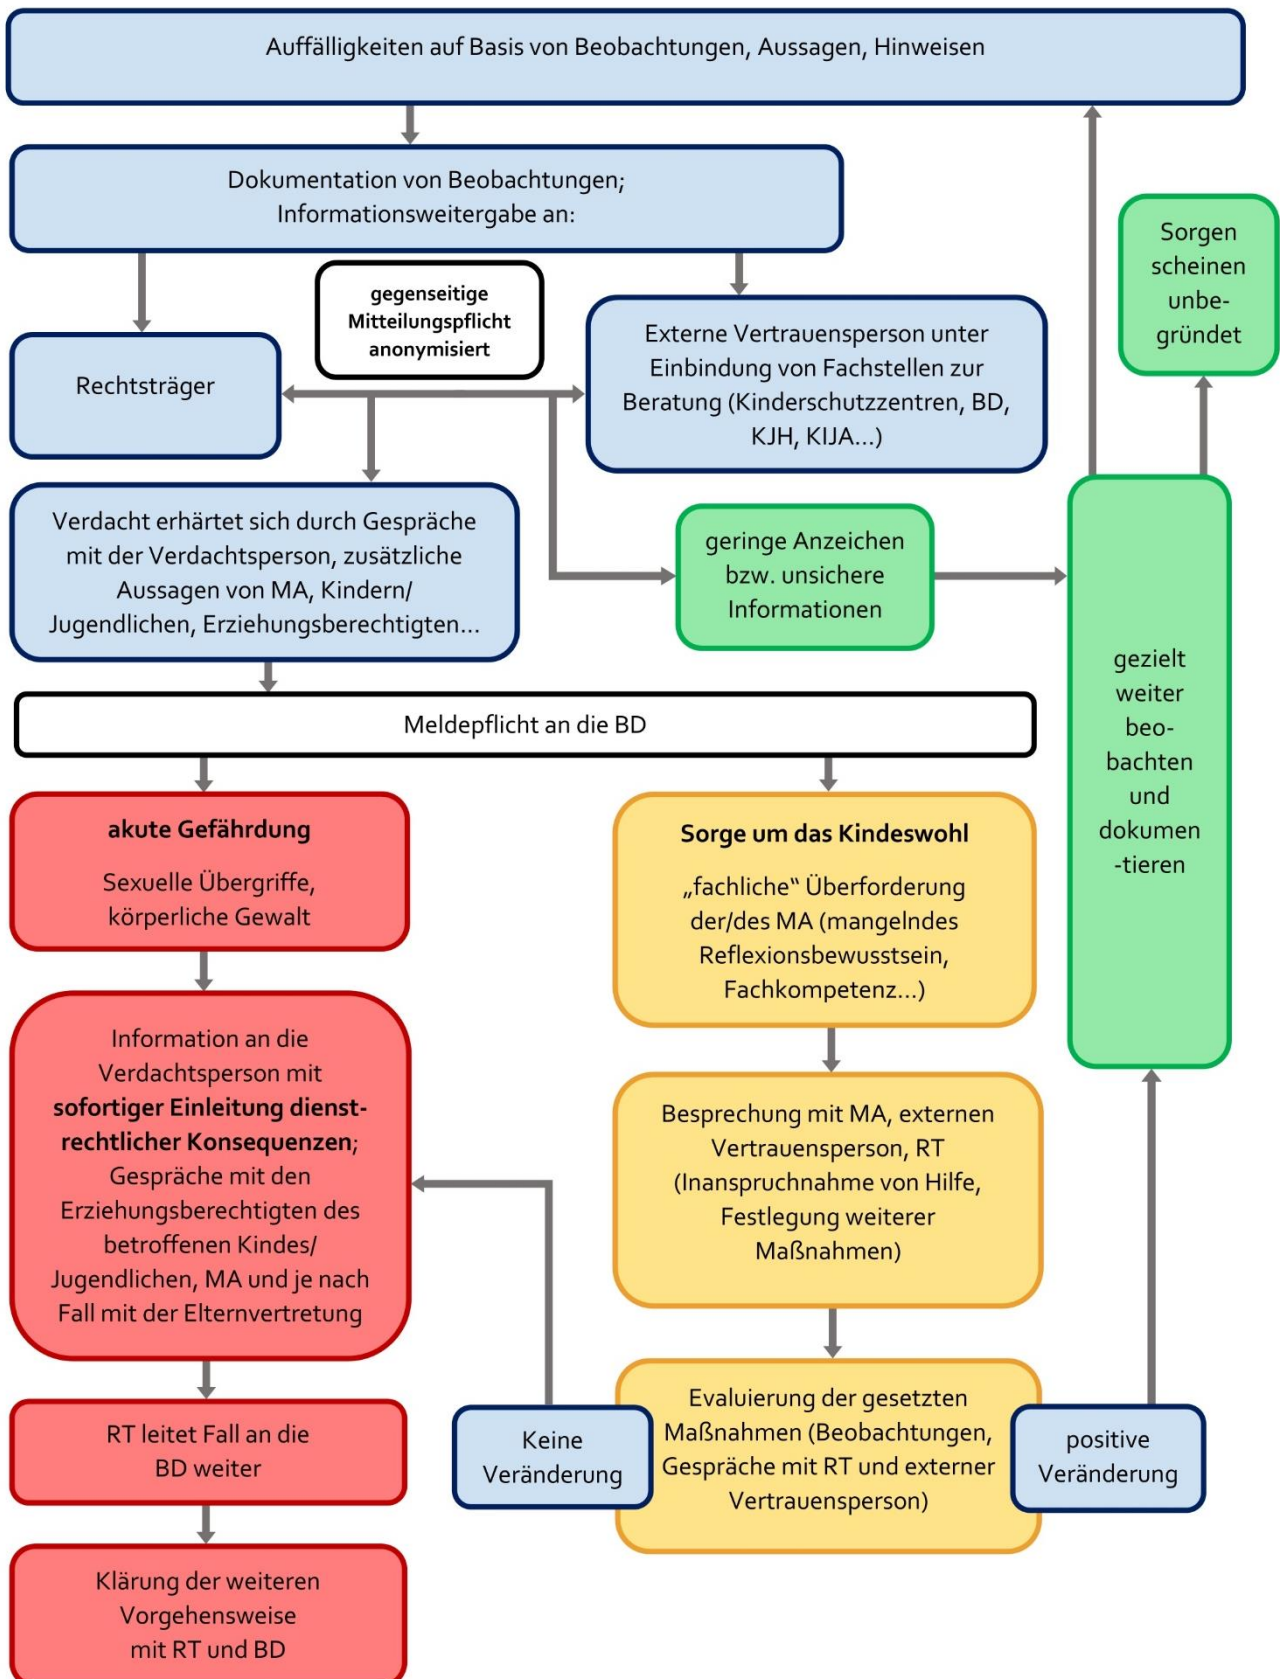 Auffälligkeiten auf Basis von Beobachtungen, Aussagen, Hinweisen
Dokumentation von Beobachtungen;
Informationsweitergabe an:
Sorgen
scheinen
unbe-
gründet
gegenseitige
Mitteilungspflicht
anonymisiert
Rechtsträger
Externe Vertrauensperson unter
Einbindung von Fachstellen zur
Beratung (Kinderschutzzentren, BD,
KJH, KIJA...)
Verdacht erhärtet sich durch Gespräche
mit der Verdachtsperson, zusätzliche
Aussagen von MA, Kindern/
Jugendlichen, Erziehungsberechtigten...
geringe Anzeichen
bzw. unsichere
Informationen
gezielt
weiter
beo-
bachten
und
dokumen
-tieren
Meldepflicht an die BD
akute Gefährdung
Sexuelle Übergriffe,
körperliche Gewalt
Sorge um das Kindeswohl
„fachliche“ Überforderung
der/des MA (mangelndes
Reflexionsbewusstsein,
Fachkompetenz...)
Information an die
Verdachtsperson mit
sofortiger Einleitung dienst-
rechtlicher Konsequenzen;
Gespräche mit den
Erziehungsberechtigten des
betroffenen Kindes/
Jugendlichen, MA und je nach
Fall mit der Elternvertretung
Besprechung mit MA, externen
Vertrauensperson, RT
(Inanspruchnahme von Hilfe,
Festlegung weiterer
Maßnahmen)
RT leitet Fall an die
BD weiter
Keine
Veränderung
Evaluierung der gesetzten
Maßnahmen (Beobachtungen,
Gespräche mit RT und externer
Vertrauensperson)
positive
Veränderung
Klärung der weiteren
Vorgehensweise
mit RT und BD